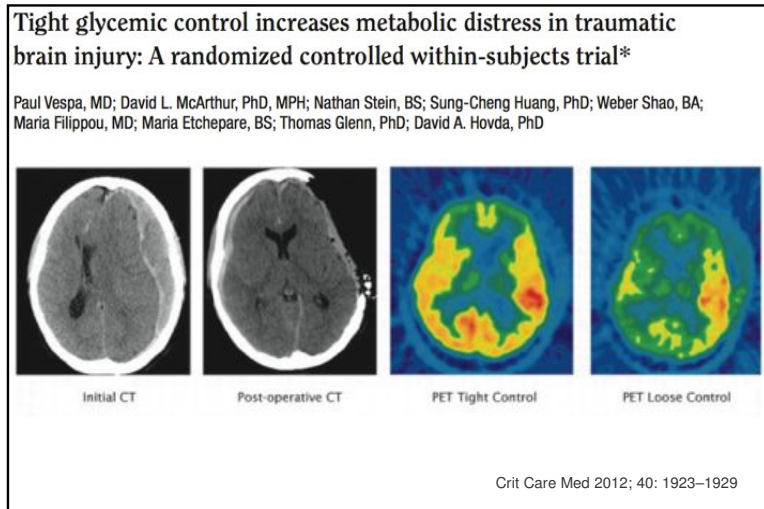 Tight glycemic control increases metabolic distress in traumatic
brain injury: A randomized controlled within-subjects trial*
Paul Vespa, MD; David L. McArthur, PhD, MPH; Nathan Stein, BS; Sung-Cheng Huang, PhD; Weber Shao, BA;
Maria Filippou, MD; Maria Etchepare, BS; Thomas Glenn, PhD; David A. Hovda, PhD
Initial CT
Post-operative CT
PET Tight Control
PET Loose Control
Crit Care Med 2012; 40: 1923–1929